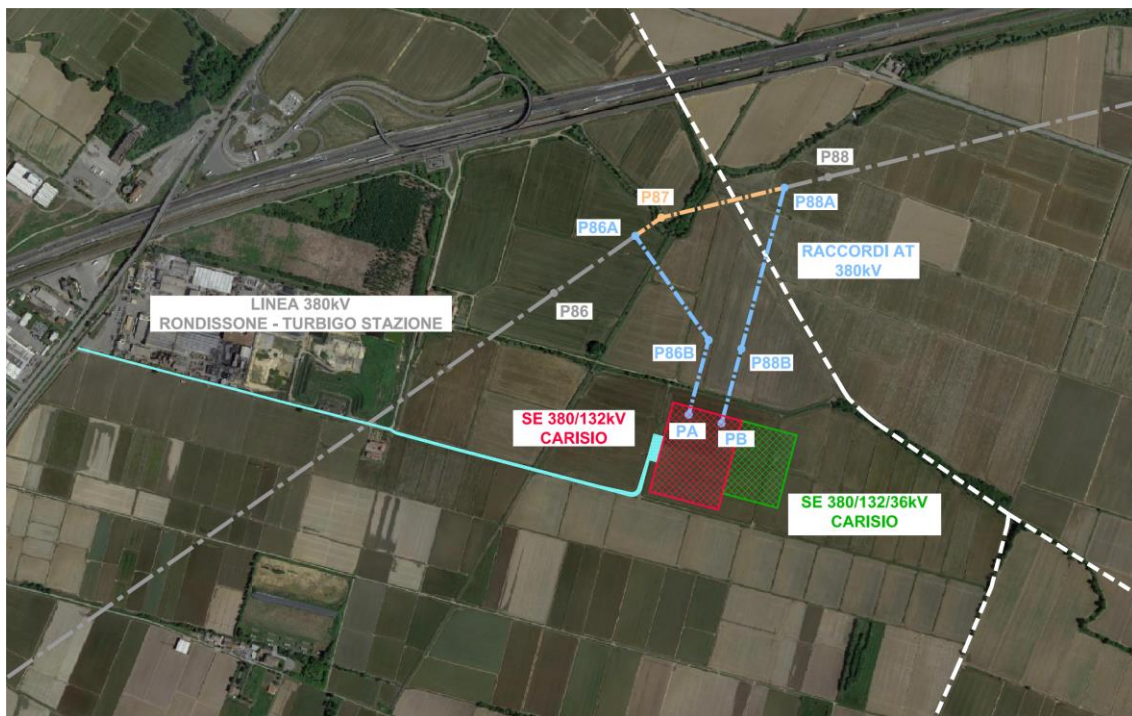 P88
P87
P88A
P86A
RACCORDI AT
380kV
LINEA 380kV
RONDISSONE - TURBIGO STAZIONE
P86
P86B
P88B
SE 380/132kV
CARISIO
PA
PB
SE 380/132/36kV
CARISIO